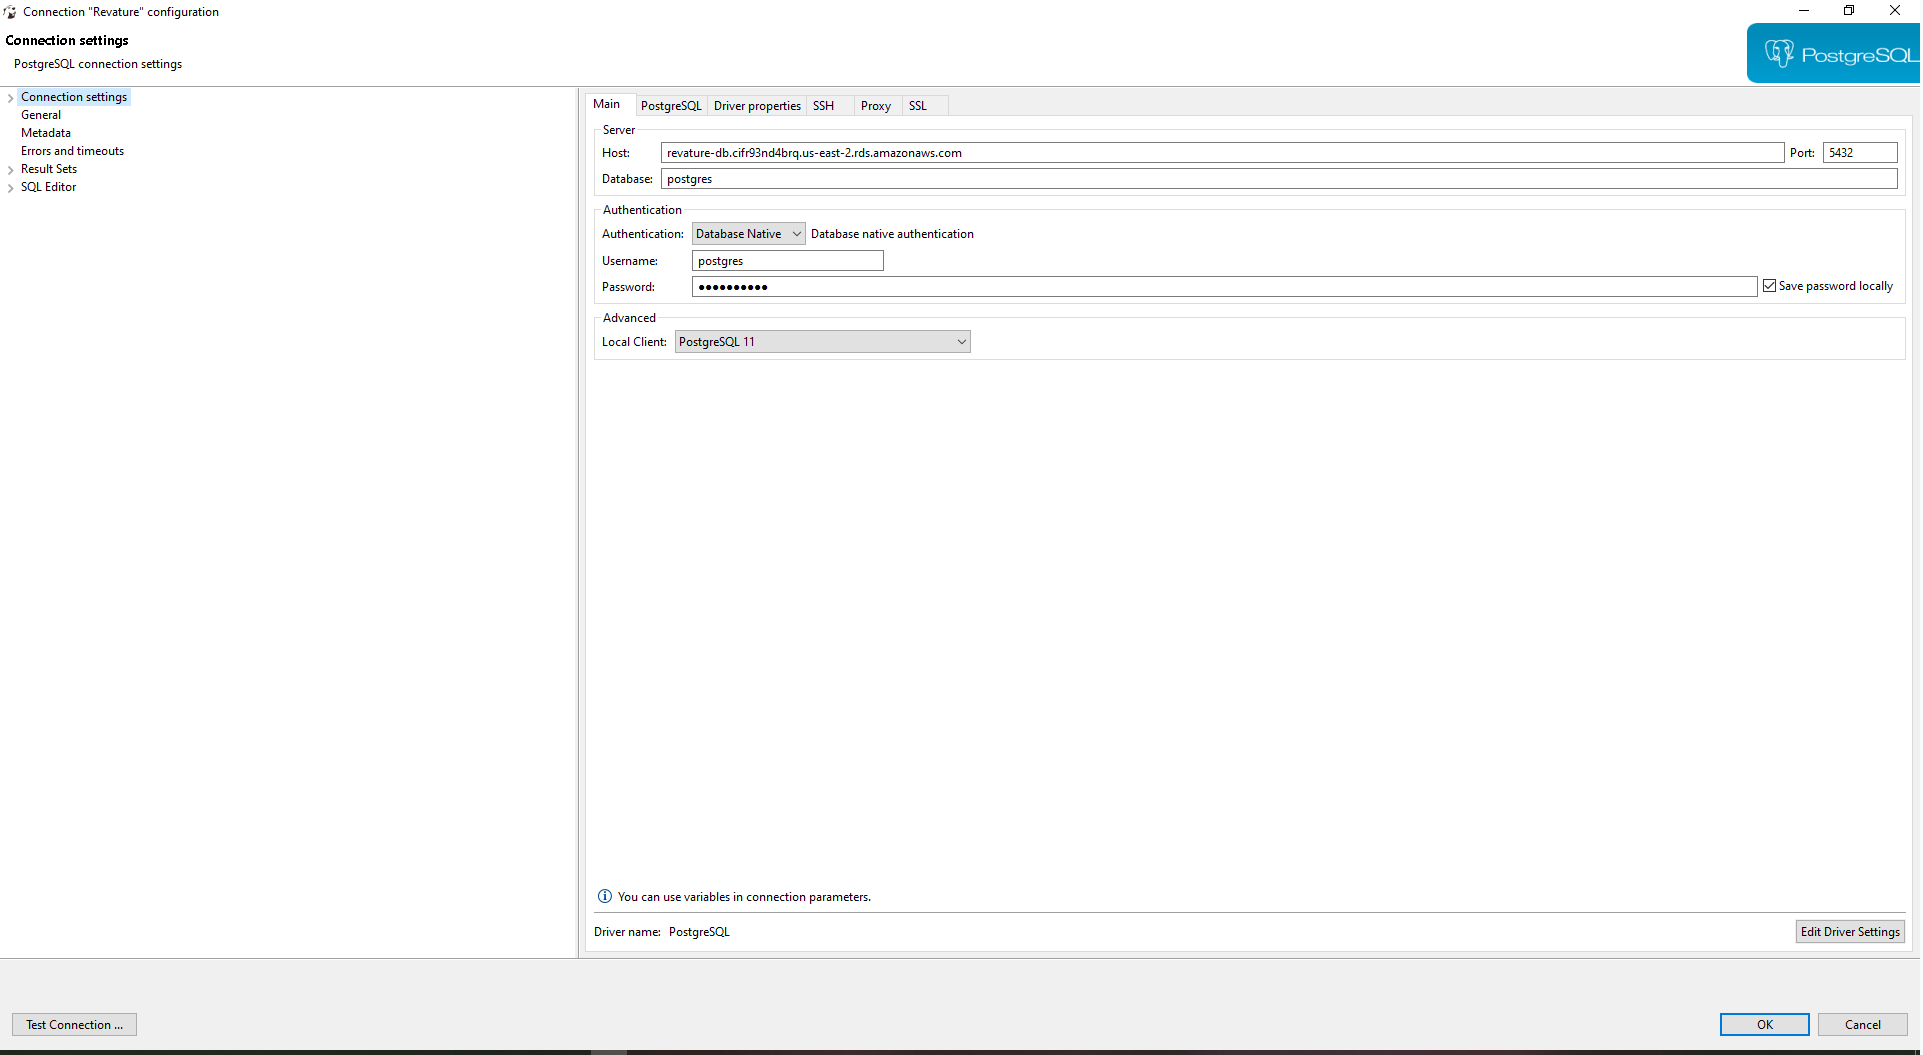 Connection "Revature" configuration
Connection settings
PostgreSQL connection settings
PostgreSQL
Connection settings
General
Metadata
Errors and timeouts
Result Sets
SQL Editor
Main PostgreSQL Driver properties SSH Proxy SSL
Server
Host: revature-db.cifr93nd4brq.us-east-2.rds.amazonaws.com Port: 5432
Database: postgres
Authentication
Authentication: Database Native Database native authentication
Username: postgres
Password: ●●●●●●●●●● Save password locally
Advanced
Local Client: PostgreSQL 11
You can use variables in connection parameters.
Driver name: PostgreSQL Edit Driver Settings
Test Connection ... OK Cancel